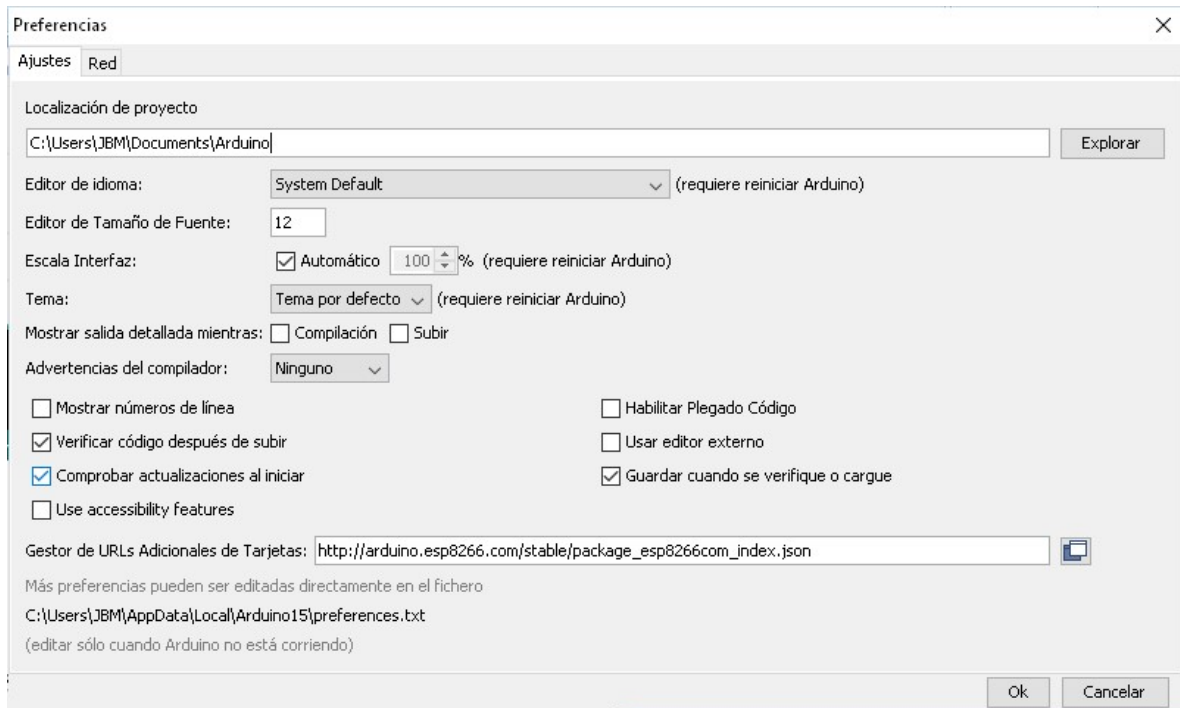 Preferencias
Ajustes Red
Localización de proyecto
C:\Users\JBM\Documents\Arduino Explorar
Editor de idioma: System Default (requiere reiniciar Arduino)
Editor de Tamaño de Fuente: 12
Escala Interfaz: Automático 100 % (requiere reiniciar Arduino)
Tema: Tema por defecto (requiere reiniciar Arduino)
Mostrar salida detallada mientras: Compilación Subir
Advertencias del compilador: Ninguno
Mostrar números de línea Habilitar Plegado Código
Verificar código después de subir Usar editor externo
Comprobar actualizaciones al iniciar Guardar cuando se verifique o cargue
Use accessibility features
Gestor de URLs Adicionales de Tarjetas: http://arduino.esp8266.com/stable/package_esp8266com_index.json
Más preferencias pueden ser editadas directamente en el fichero
C:\Users\JBM\AppData\Local\Arduino15\preferences.txt
(editar sólo cuando Arduino no está corriendo)
Ok Cancelar